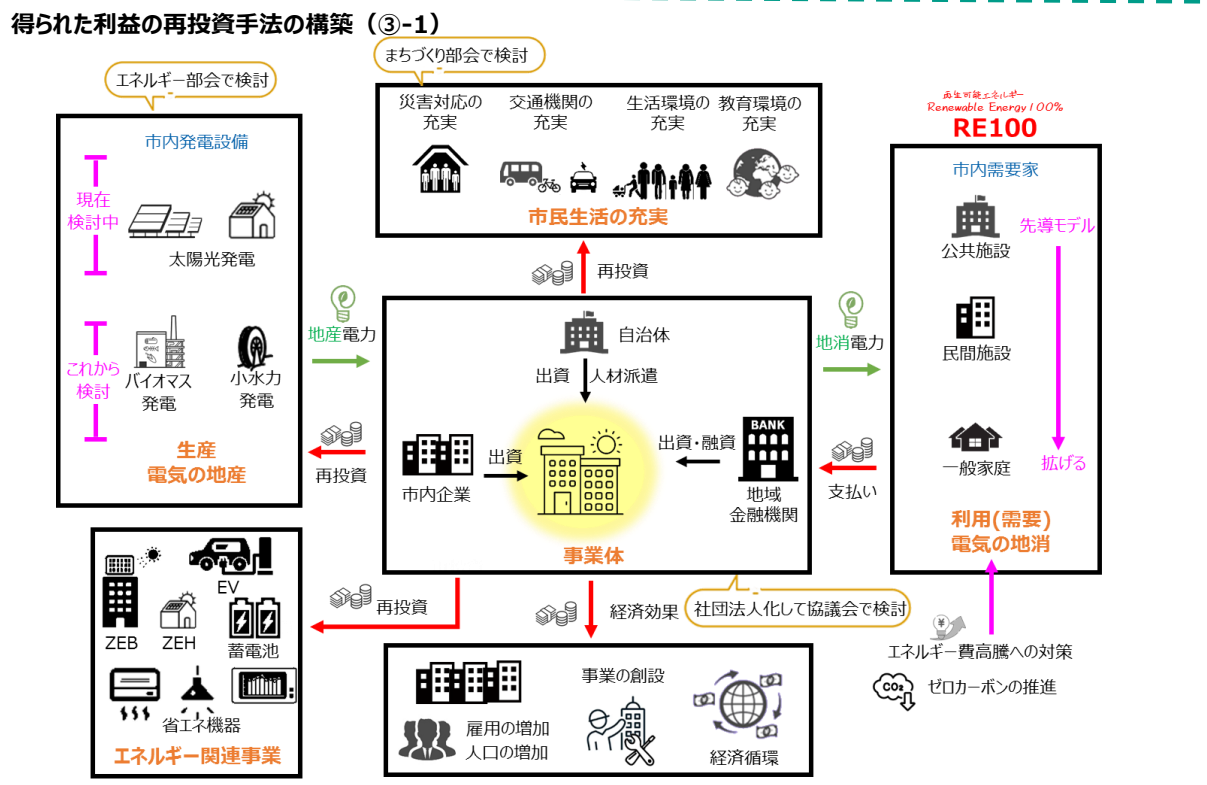 得られた利益の再投資手法の構築(③-1)
エネルギー部会で検討
まちづくり部会で検討
市内発電設備
現在
検討中
太陽光発電
これから
検討
バイオマス
発電
小水力
発電
生産
電気の地産
災害対応の
充実
交通機関の
充実
生活環境の
充実
教育環境の
充実
市民生活の充実
再投資
再生可能エネルギー
Renewable Energy 100%
RE100
市内需要家
公共施設
先導モデル
民間施設
一般家庭
拡げる
利用(需要)
電気の地消
地産電力
再投資
自治体
出資
人材派遣
市内企業
出資
出資・融資
BANK
地域
金融機関
事業体
地消電力
支払い
社団法人化して協議会で検討
再投資
経済効果
EV
ZEB
ZEH
蓄電池
省エネ機器
エネルギー関連事業
雇用の増加
人口の増加
事業の創設
経済循環
¥
エネルギー費高騰への対策
CO₂
ゼロカーボンの推進